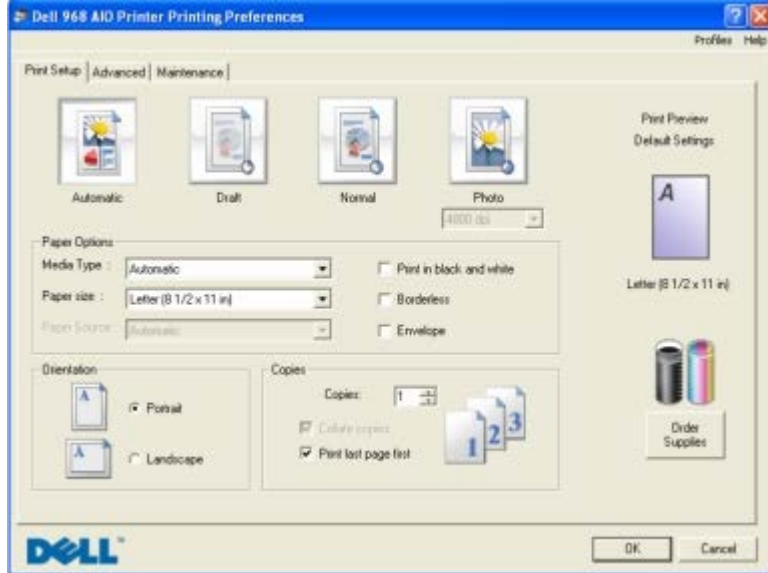 Dell 968 AIO Printer Printing Preferences
Profiles Help
Print Setup Advanced Maintenance
Automatic Draft Normal Photo
4800 dpi
Print Preview
Default Settings
A
Letter (8 1/2 x 11 in)
Paper Options
Media Type : Automatic
Print in black and white
Paper size : Letter (8 1/2 x 11 in)
Borderless
Paper Source : Automatic
Envelope
Orientation
A
Portrait
A
Landscape
Copies
Copies: 1
Collate copies
Print last page first
1 2 3
Order
Supplies
DELL™
OK Cancel